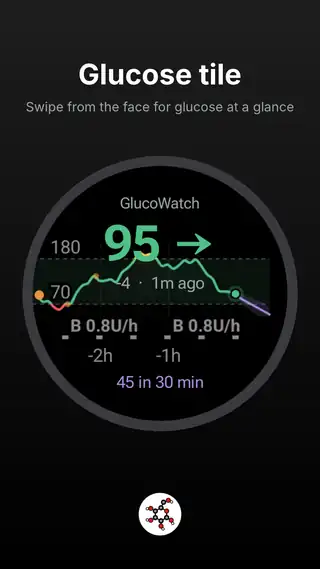 Glucose tile
Swipe from the face for glucose at a glance
GlucoWatch
180
95 →
-4 · 1m ago
70
B 0.8U/h B 0.8U/h
-2h -1h
45 in 30 min